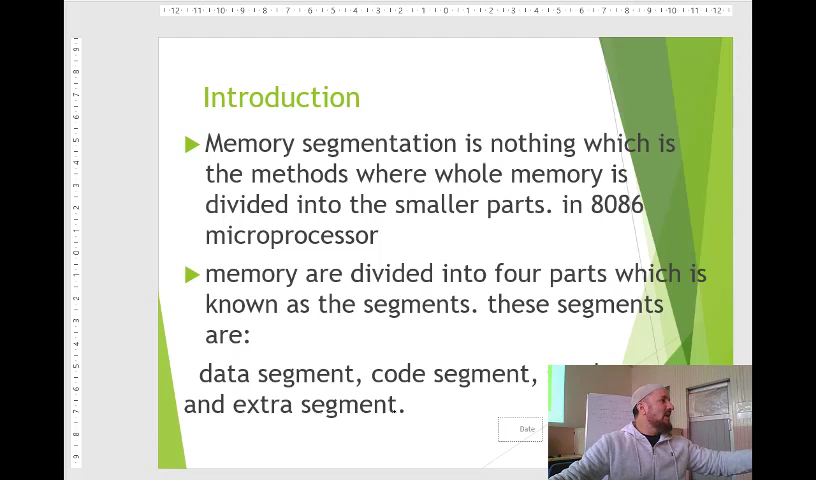 Introduction
Memory segmentation is nothing which is
the methods where whole memory is
divided into the smaller parts. in 8086
microprocessor
memory are divided into four parts which is
known as the segments. these segments
are:
data segment, code segment,
and extra segment.
Date